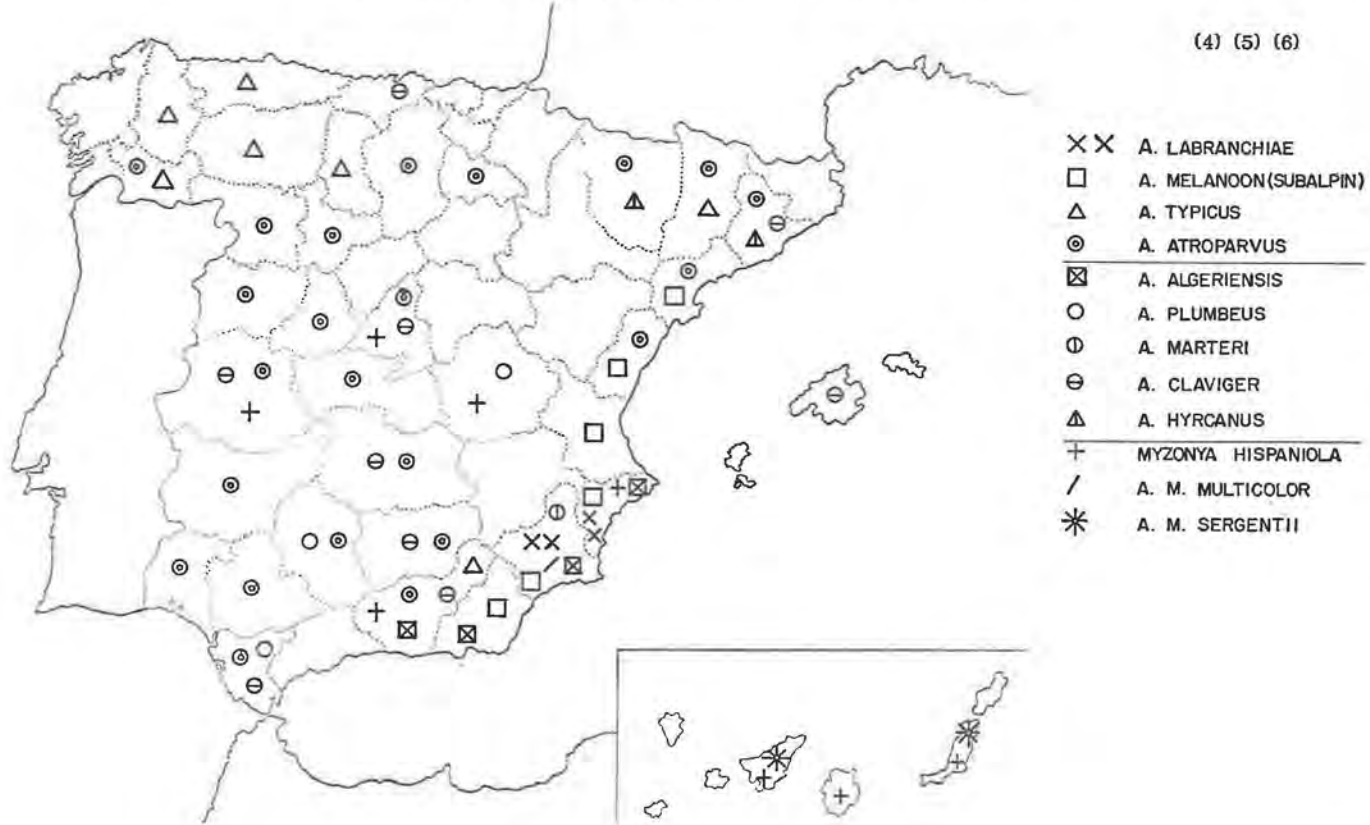 (4) (5) (6)
A. LABRANCHIAE
A. MELANOON(SUBALPIN)
A. TYPICUS
A. ATROPARVUS
A. ALGERIENSIS
A. PLUMBEUS
A. MARTERI
A. CLAVIGER
A. HYRCANUS
MYZONYA HISPANIOLA
A. M. MULTICOLOR
A. M. SERGENTII